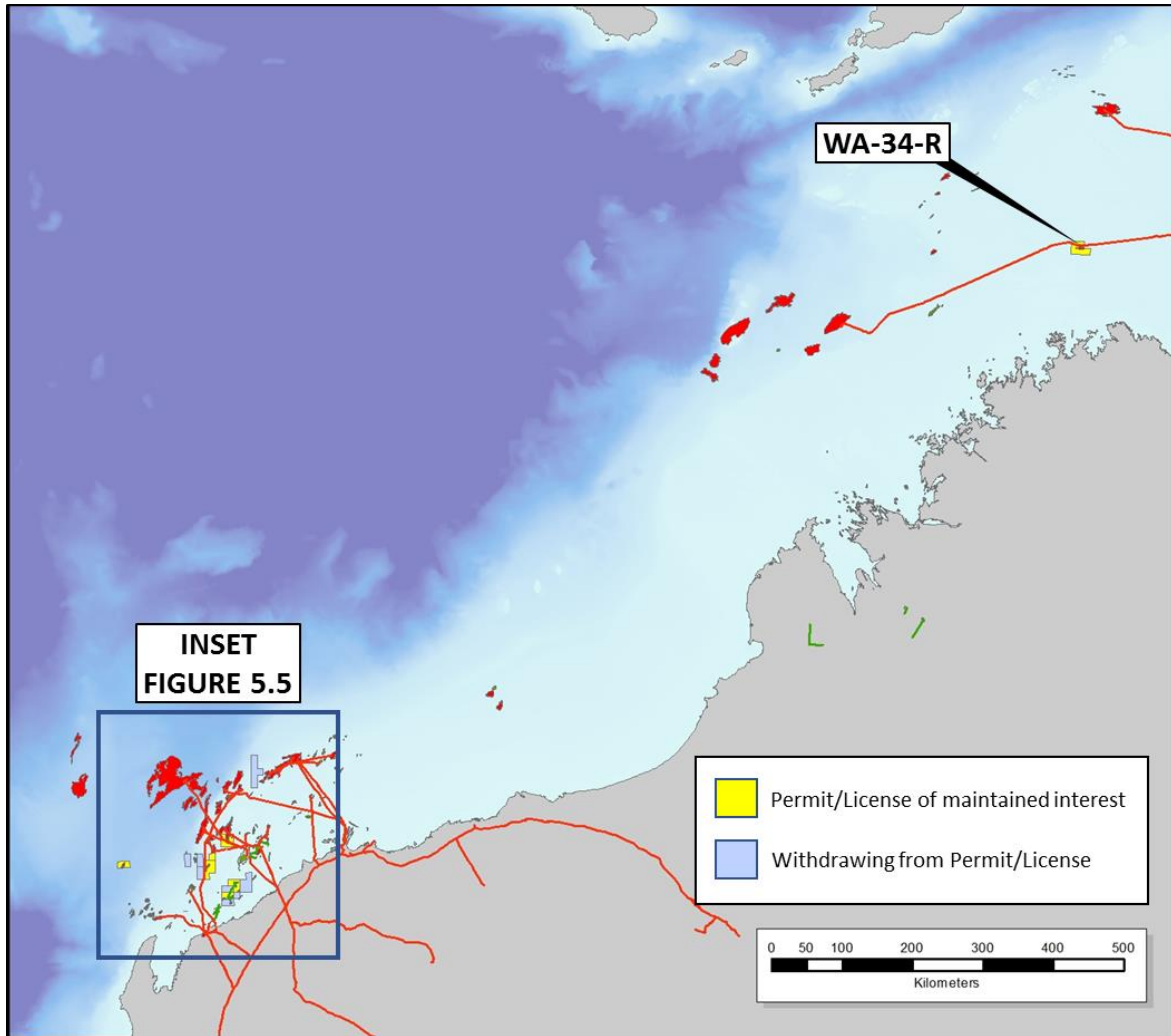 WA-34-R
INSET
FIGURE 5.5
Permit/License of maintained interest
Withdrawing from Permit/License
0 50 100 200 300 400 500
Kilometers